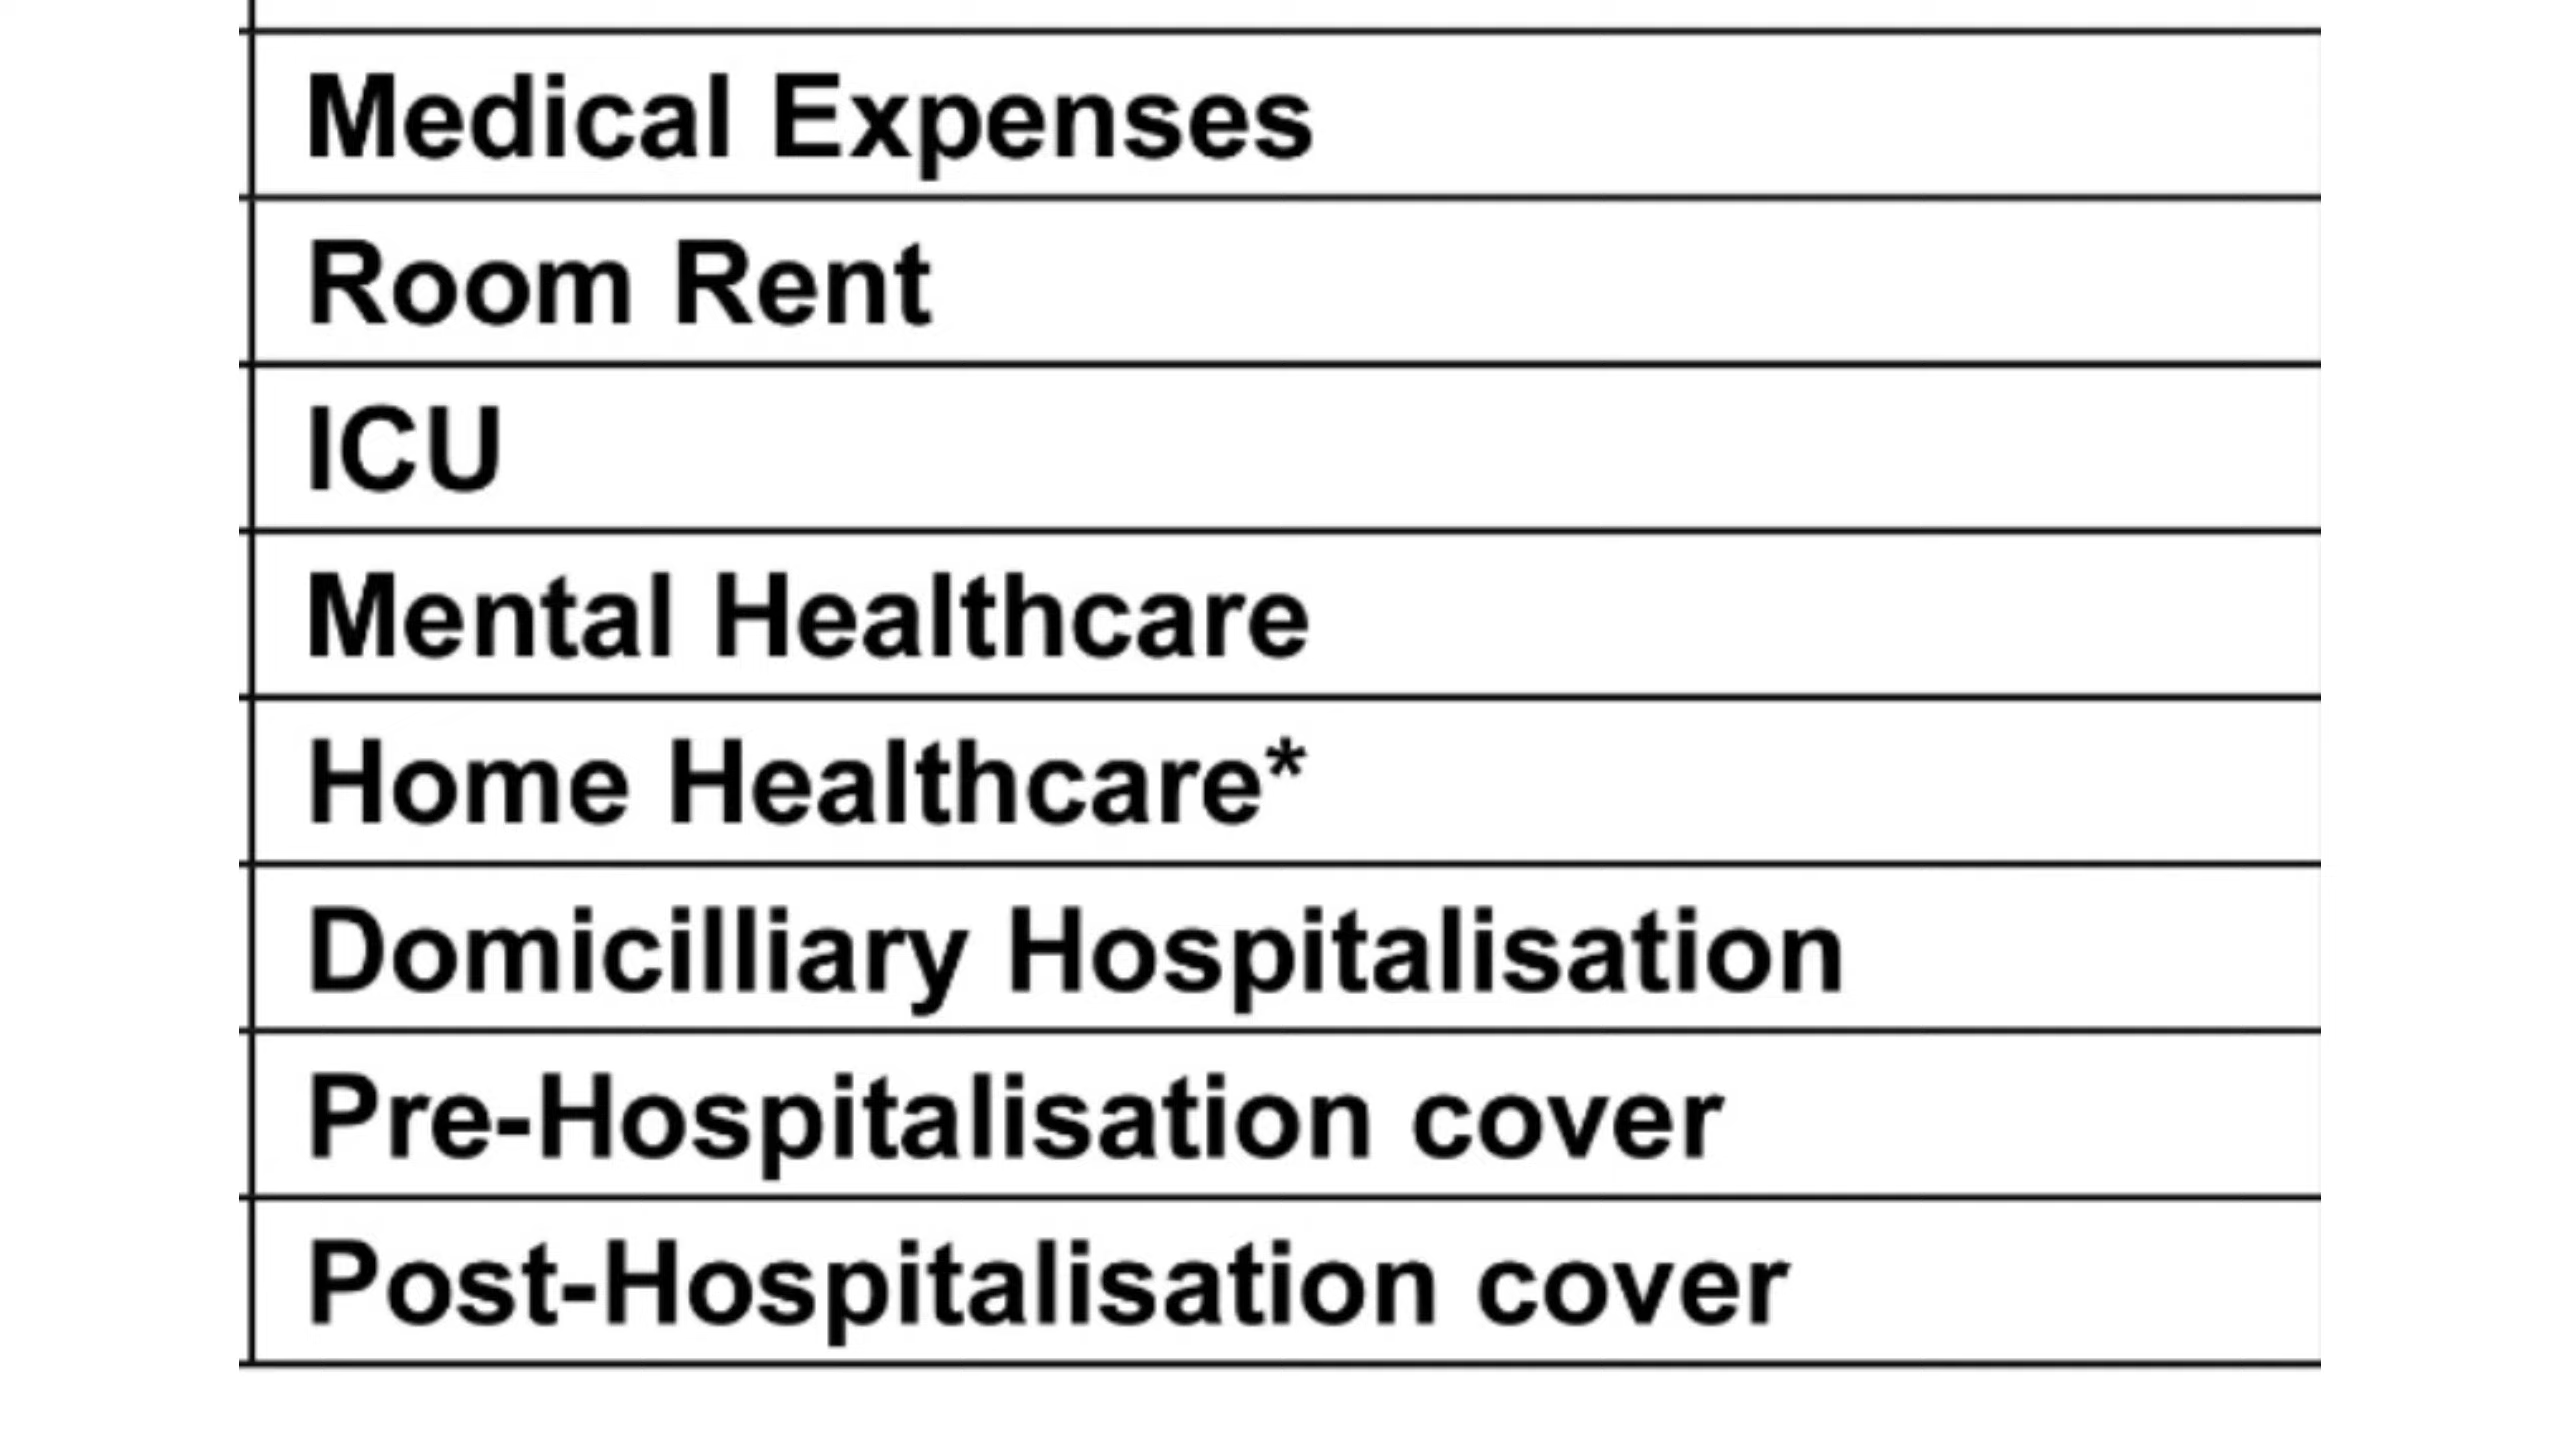 Medical Expenses
Room Rent
ICU
Mental Healthcare
Home Healthcare*
Domicilliary Hospitalisation
Pre-Hospitalisation cover
Post-Hospitalisation cover